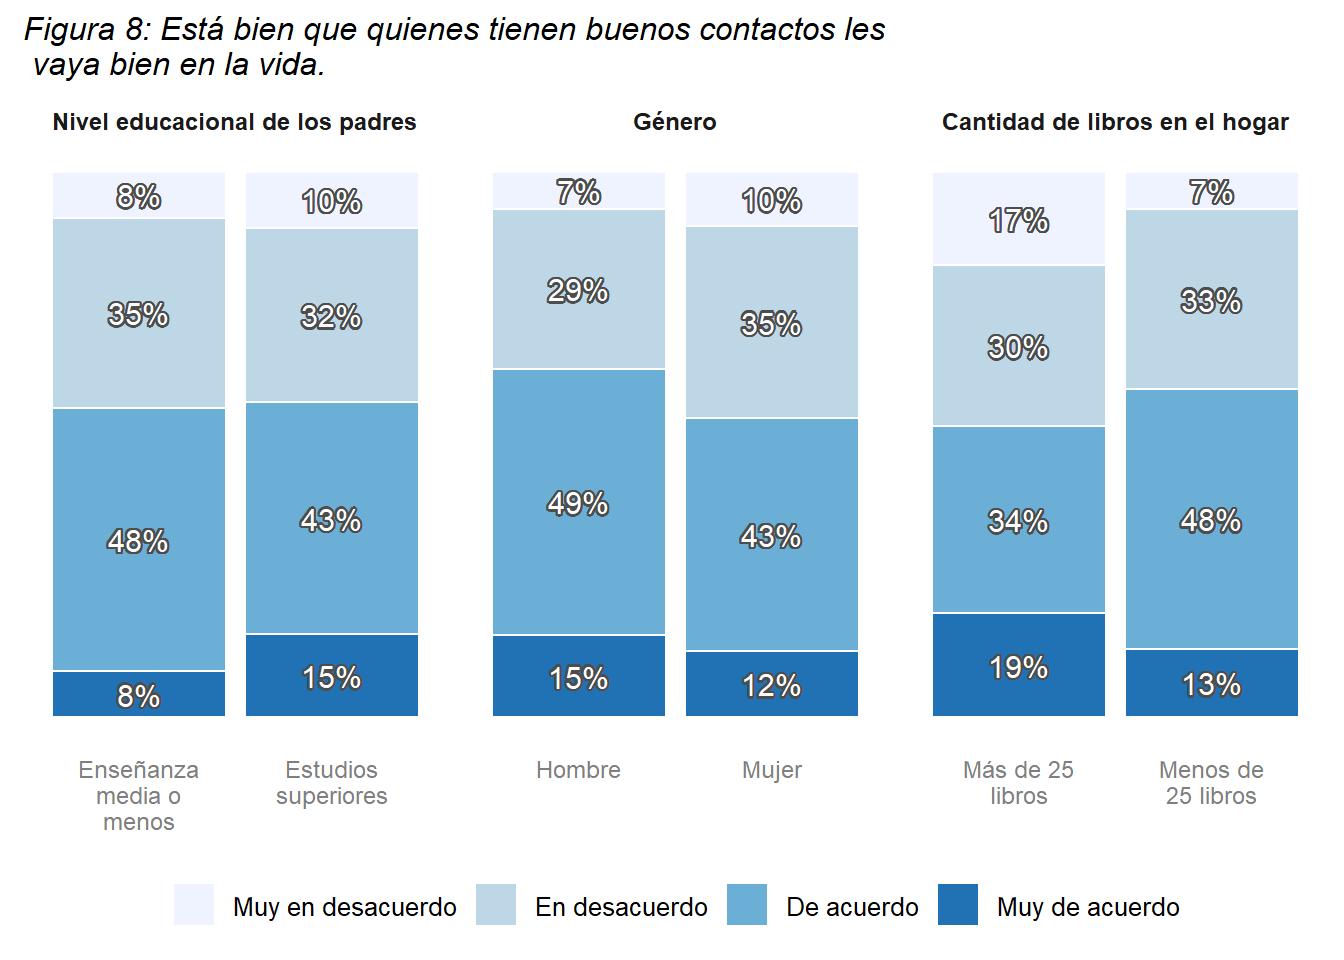 Figura 8: Está bien que quienes tienen buenos contactos les
vaya bien en la vida.
Nivel educacional de los padres
8%
10%
35%
32%
48%
43%
8%
15%
Enseñanza
media o
menos
Estudios
superiores
Género
7%
10%
29%
35%
49%
43%
15%
12%
Hombre
Mujer
Cantidad de libros en el hogar
17%
7%
30%
33%
34%
48%
19%
13%
Más de 25
libros
Menos de
25 libros
Muy en desacuerdo
En desacuerdo
De acuerdo
Muy de acuerdo